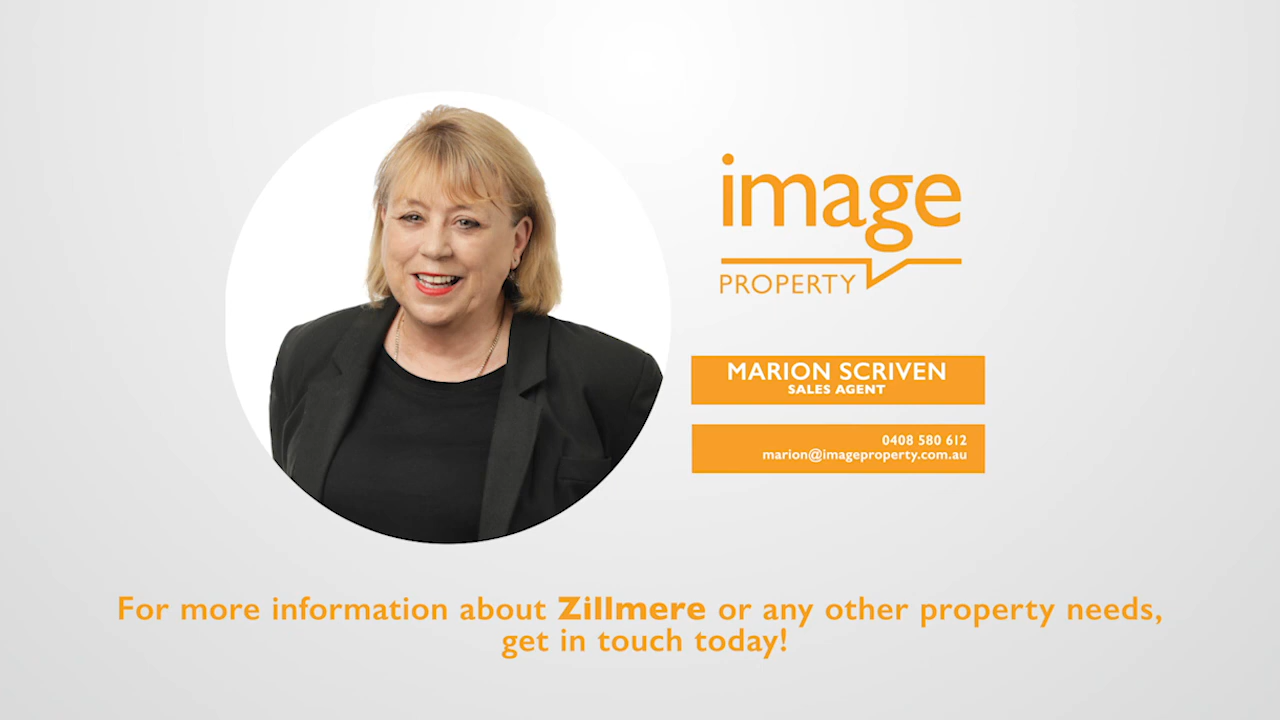 image
PROPERTY
MARION SCRIVEN
SALES AGENT
0408 580 612
marion@imageproperty.com.au
For more information about Zillmere or any other property needs,
get in touch today!